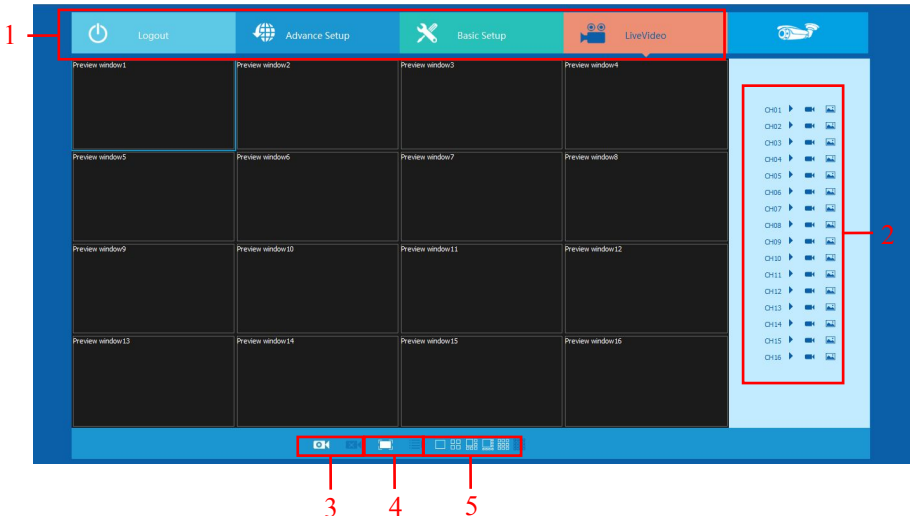 1
Logout Advance Setup Basic Setup LiveVideo
Preview window1 Preview window2 Preview window3 Preview window4
CH01
CH02
CH03
CH04
Preview window5 Preview window6 Preview window7 Preview window8
CH05
CH06
CH07
CH08
2
CH09
Preview window9 Preview window10 Preview window11 Preview window12
CH10
CH11
CH12
CH13
CH14
Preview window13 Preview window14 Preview window15 Preview window16
CH15
CH16
3 4 5